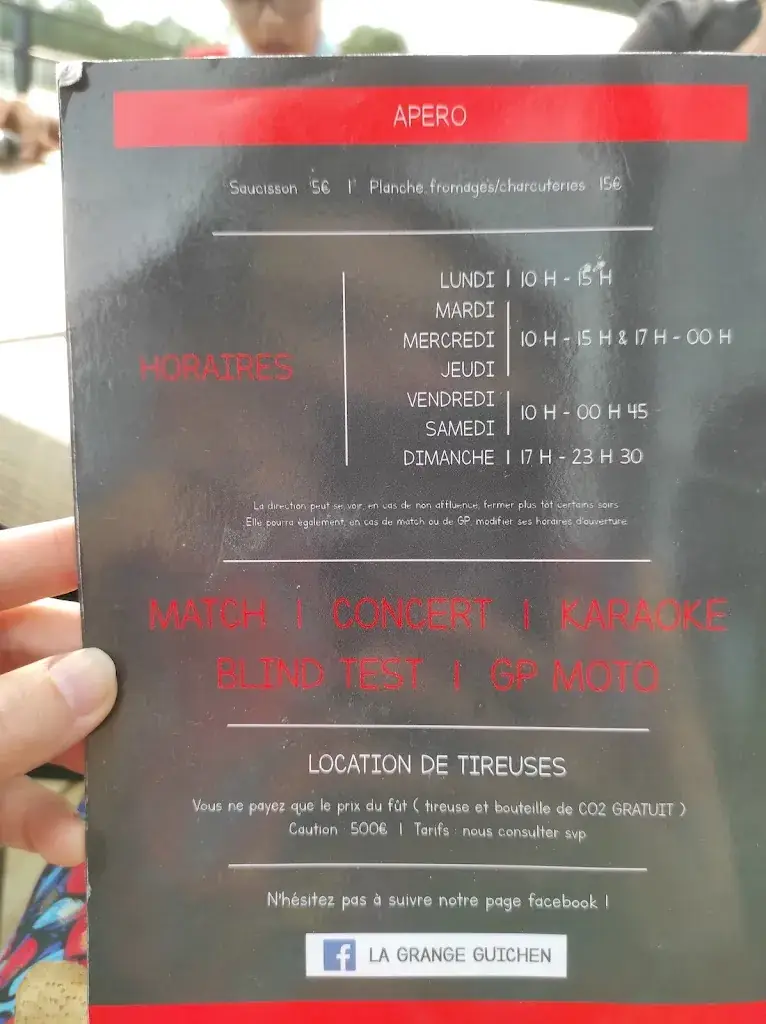 APERO
Saucisson 5€ | Planche fromages/charcuteries 15€
HORAIRES
LUNDI | 10 H - 15 H
MARDI
MERCREDI
JEUDI
10 H - 15 H & 17 H - 00 H
VENDREDI
SAMEDI
10 H - 00 H 45
DIMANCHE | 17 H - 23 H 30
La direction peut se voir, en cas de non affluence, fermer plus tôt certains soirs
Elle pourra également, en cas de match ou de GP, modifier ses horaires d'ouverture
MATCH | CONCERT | KARAOKE
BLIND TEST | GP MOTO
LOCATION DE TIREUSES
Vous ne payez que le prix du fût ( tireuse et bouteille de CO2 GRATUIT )
Caution 500€ | Tarifs : nous consulter svp
N'hésitez pas à suivre notre page facebook !
f LA GRANGE GUICHEN